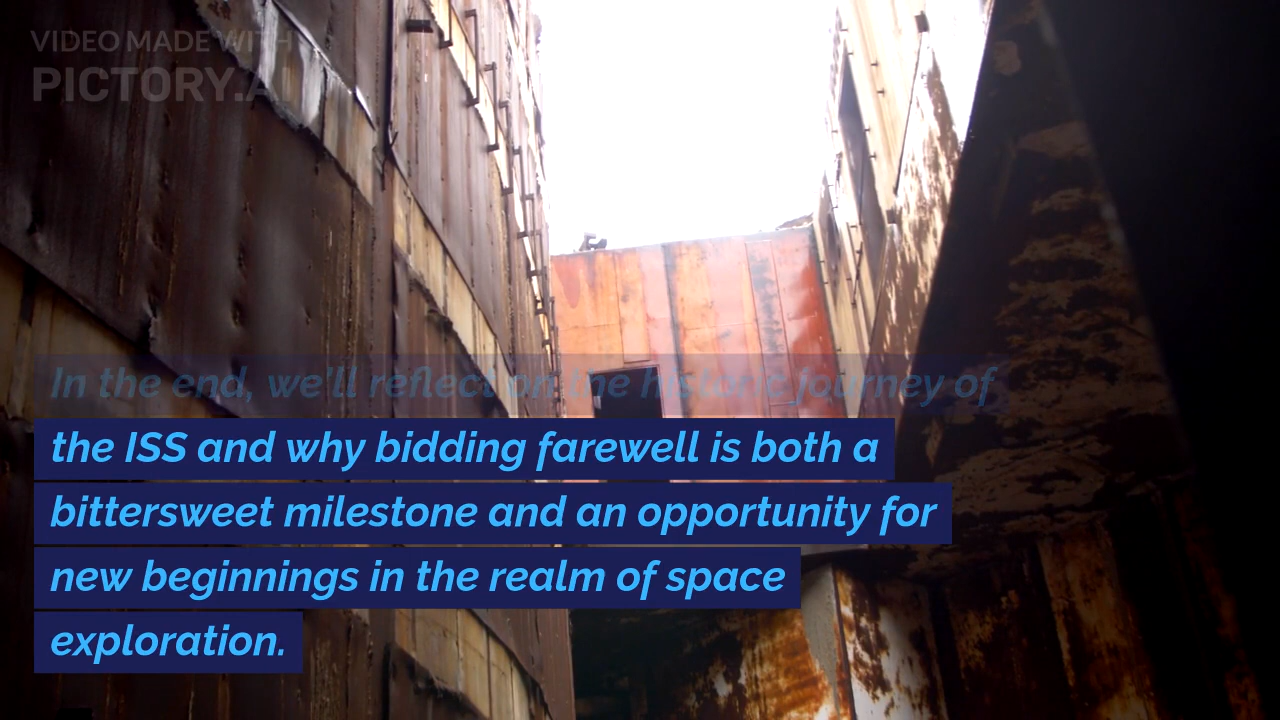 VIDEO MADE WITH
PICTORY.AI
In the end, we'll reflect on the historic journey of
the ISS and why bidding farewell is both a
bittersweet milestone and an opportunity for
new beginnings in the realm of space
exploration.